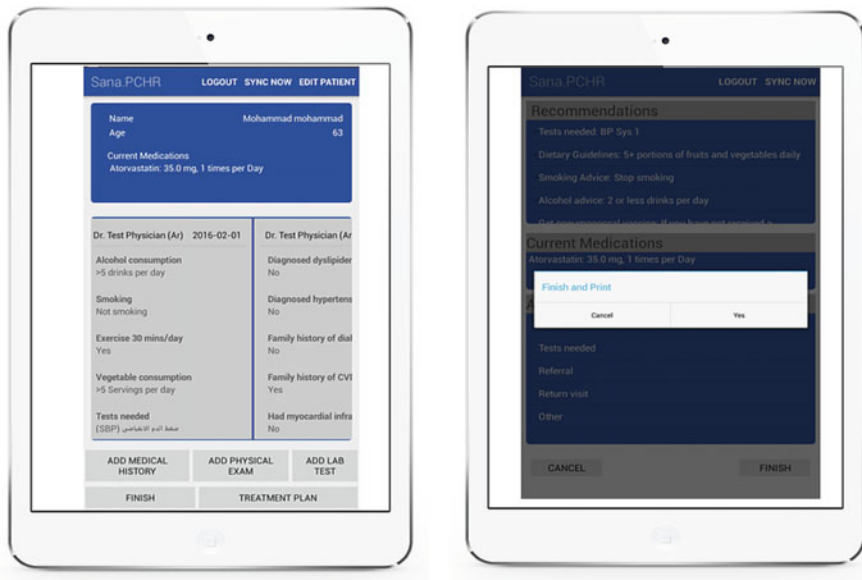 Sana.PCHR LOGOUT SYNC NOW EDIT PATIENT
Name Mohammad mohammad
Age 63
Current Medications
Atorvastatin: 35.0 mg, 1 times per Day
Dr. Test Physician (Ar) 2016-02-01
Alcohol consumption
>5 drinks per day
Smoking
Not smoking
Exercise 30 mins/day
Yes
Vegetable consumption
>5 Servings per day
Tests needed
ضغط الدم الانقباضي (SBP)
Dr. Test Physician (Ar
Diagnosed dyslipider
No
Diagnosed hypertens
No
Family history of dial
No
Family history of CVI
Yes
Had myocardial infra
No
ADD MEDICAL HISTORY
ADD PHYSICAL EXAM
ADD LAB TEST
FINISH
TREATMENT PLAN
Sana.PCHR LOGOUT SYNC NOW
Recommendations
Tests needed: BP Sys 1
Dietary Guidelines: 5+ portions of fruits and vegetables daily
Smoking Advice: Stop smoking
Alcohol advice: 2 or less drinks per day
Current Medications
Atorvastatin: 35.0 mg, 1 times per Day
Finish and Print
Cancel Yes
Tests needed
Referral
Return visit
Other
CANCEL FINISH